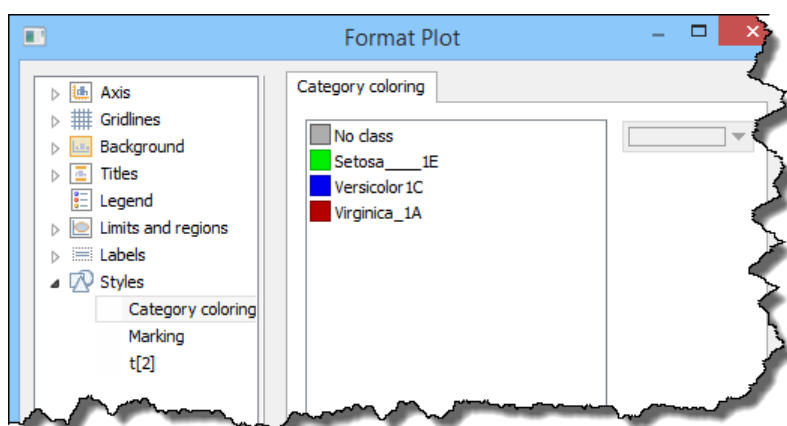 Format Plot
Axis
Gridlines
Background
Titles
Legend
Limits and regions
Labels
Styles
Category coloring
Marking
t[2]
Category coloring
No class
Setosa____1E
Versicolor1C
Virginica_1A